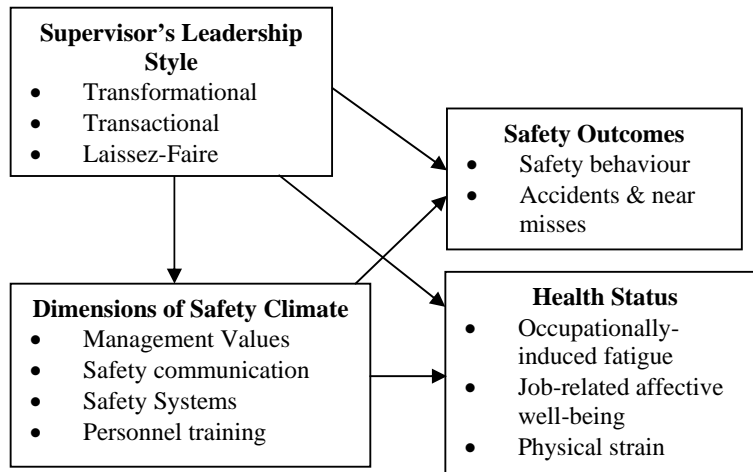 Supervisor's Leadership
Style
• Transformational
• Transactional
• Laissez-Faire
Safety Outcomes
• Safety behaviour
• Accidents & near
misses
Dimensions of Safety Climate
• Management Values
• Safety communication
• Safety Systems
• Personnel training
Health Status
• Occupationally-
induced fatigue
• Job-related affective
well-being
• Physical strain